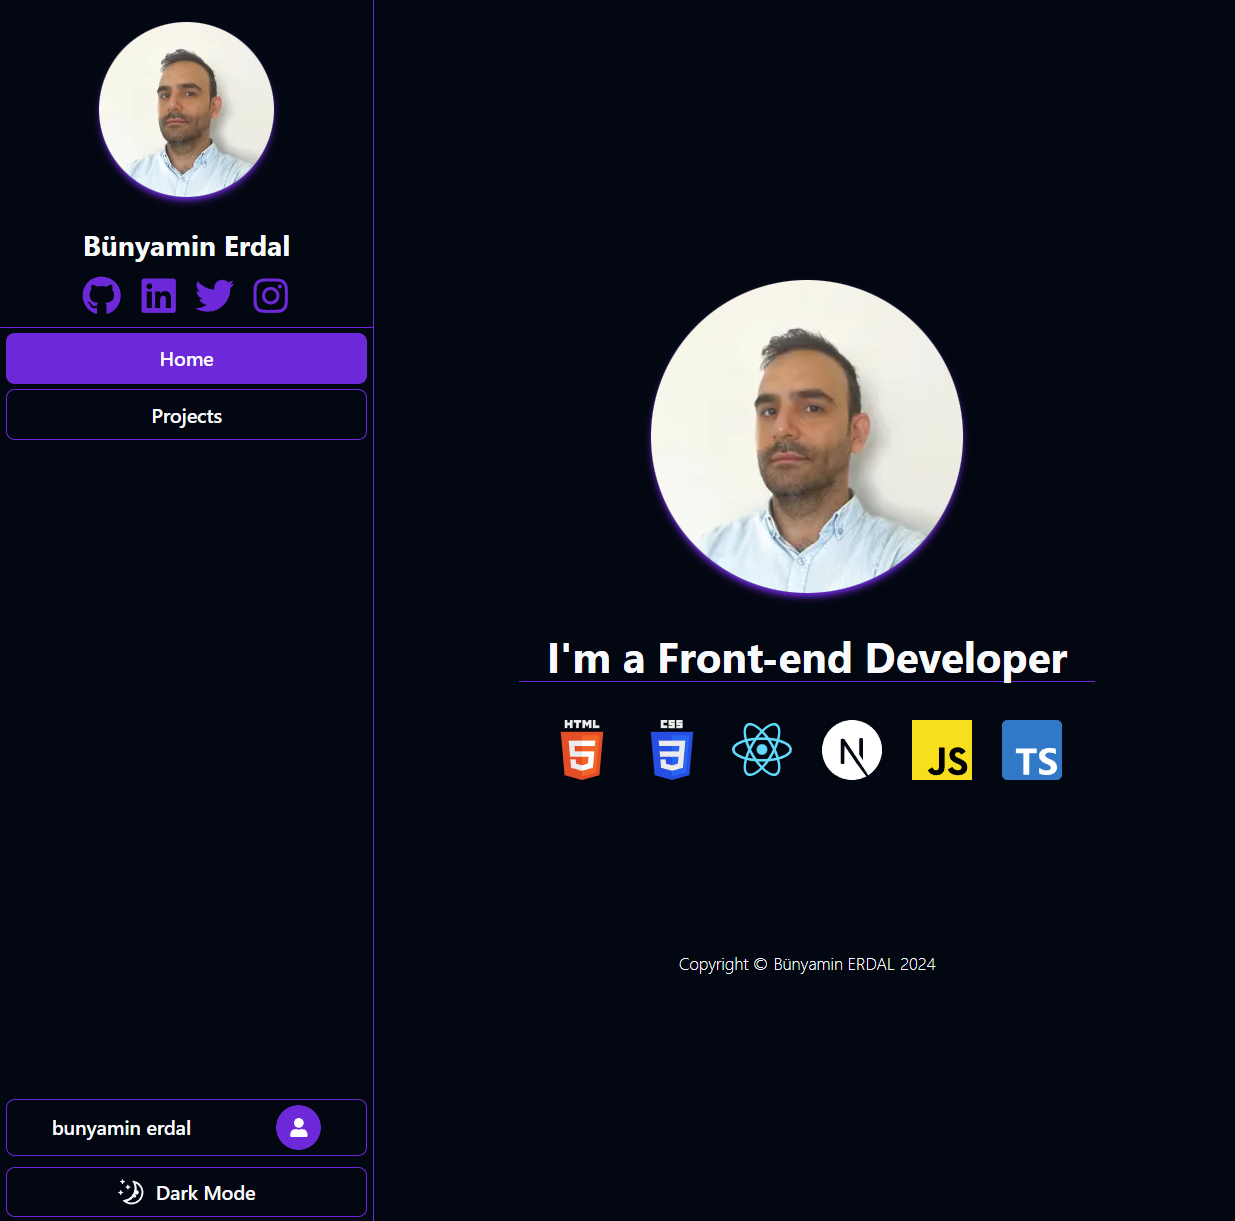 Bünyamin Erdal
in
Home
Projects
I'm a Front-end Developer
HTML
5
CSS
3
N
JS
TS
Copyright © Bünyamin ERDAL 2024
bunyamin erdal
Dark Mode